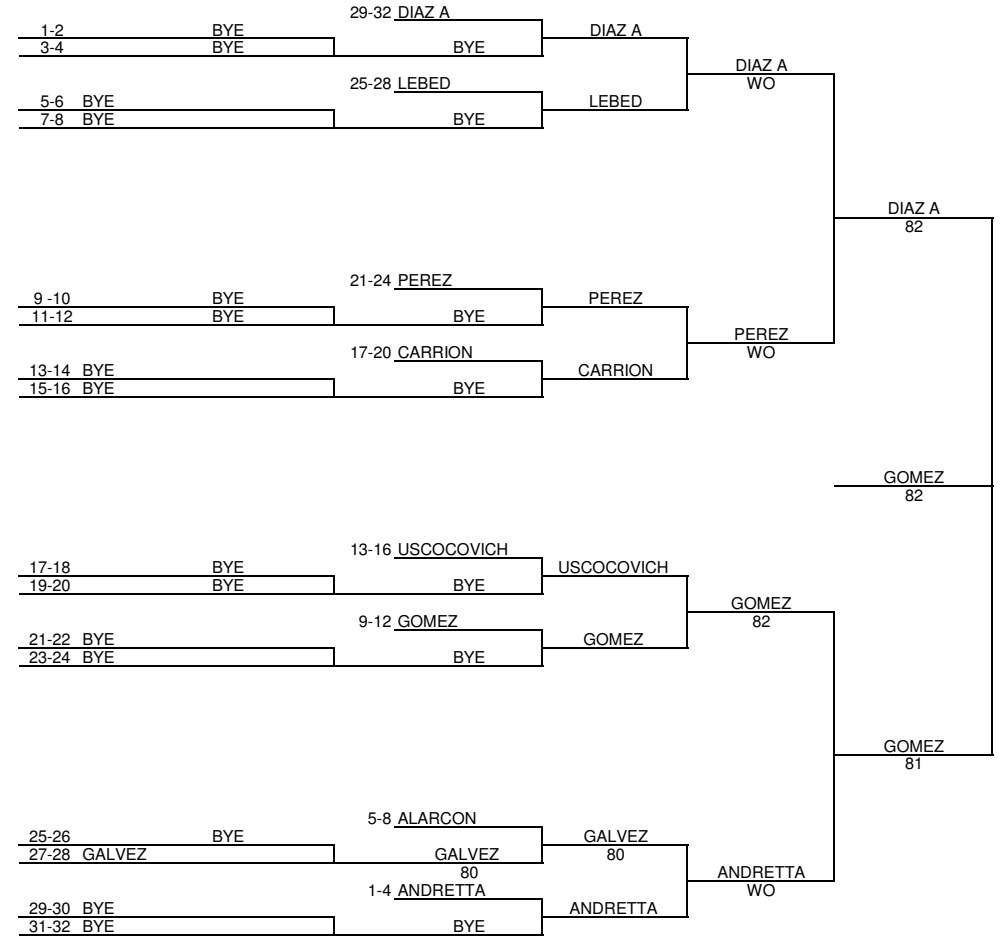 29-32 DIAZ A
1-2 BYE DIAZ A
3-4 BYE BYE
DIAZ A
25-28 LEBED WO
5-6 BYE LEBED
7-8 BYE BYE
DIAZ A
82
21-24 PEREZ
9 -10 BYE PEREZ
11-12 BYE BYE
PEREZ
17-20 CARRION WO
13-14 BYE CARRION
15-16 BYE BYE
GOMEZ
82
13-16 USCOCOVICH
17-18 BYE USCOCOVICH
19-20 BYE BYE
GOMEZ
9-12 GOMEZ 82
21-22 BYE GOMEZ
23-24 BYE BYE
GOMEZ
81
5-8 ALARCON
25-26 BYE GALVEZ
27-28 GALVEZ GALVEZ 80
80 ANDRETTA
1-4 ANDRETTA WO
29-30 BYE ANDRETTA
31-32 BYE BYE